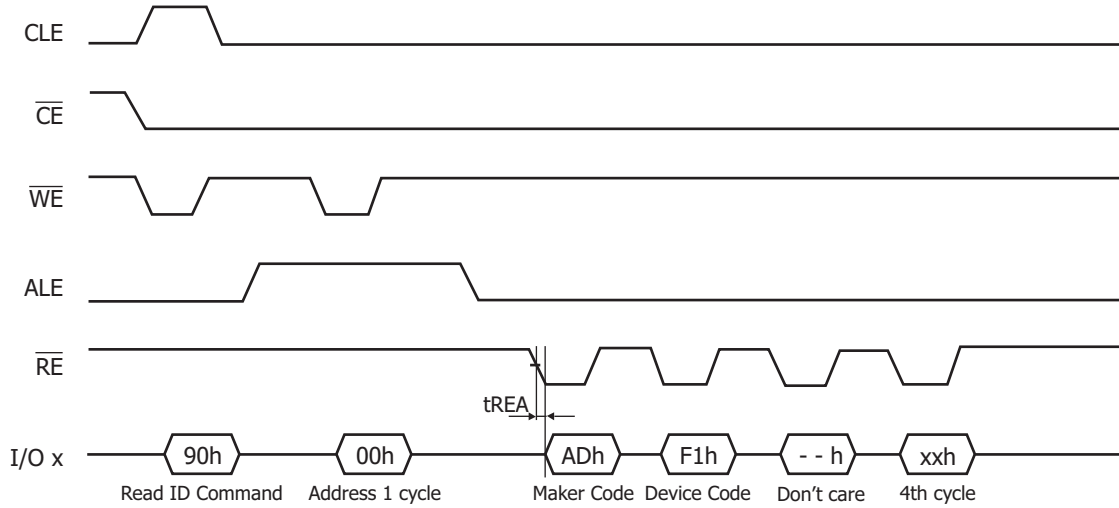 CLE
CE
WE
ALE
RE
tREA
I/O x 90h 00h ADh F1h - - h xxh
Read ID Command Address 1 cycle Maker Code Device Code Don't care 4th cycle